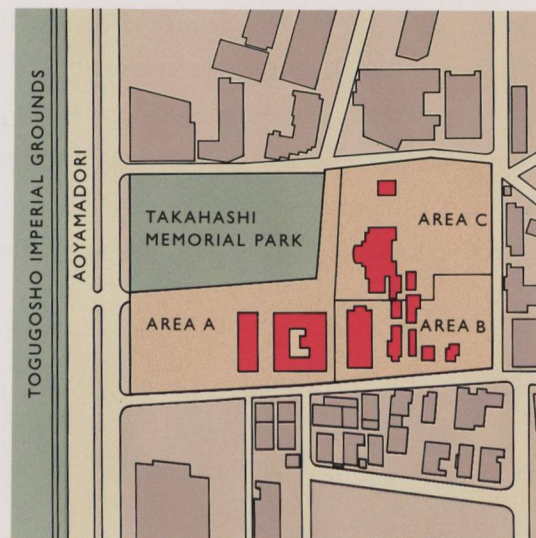 TOGUGOSHO IMPERIAL GROUNDS
AOYAMADORI
TAKAHASHI
MEMORIAL PARK
AREA C
AREA A
AREA B